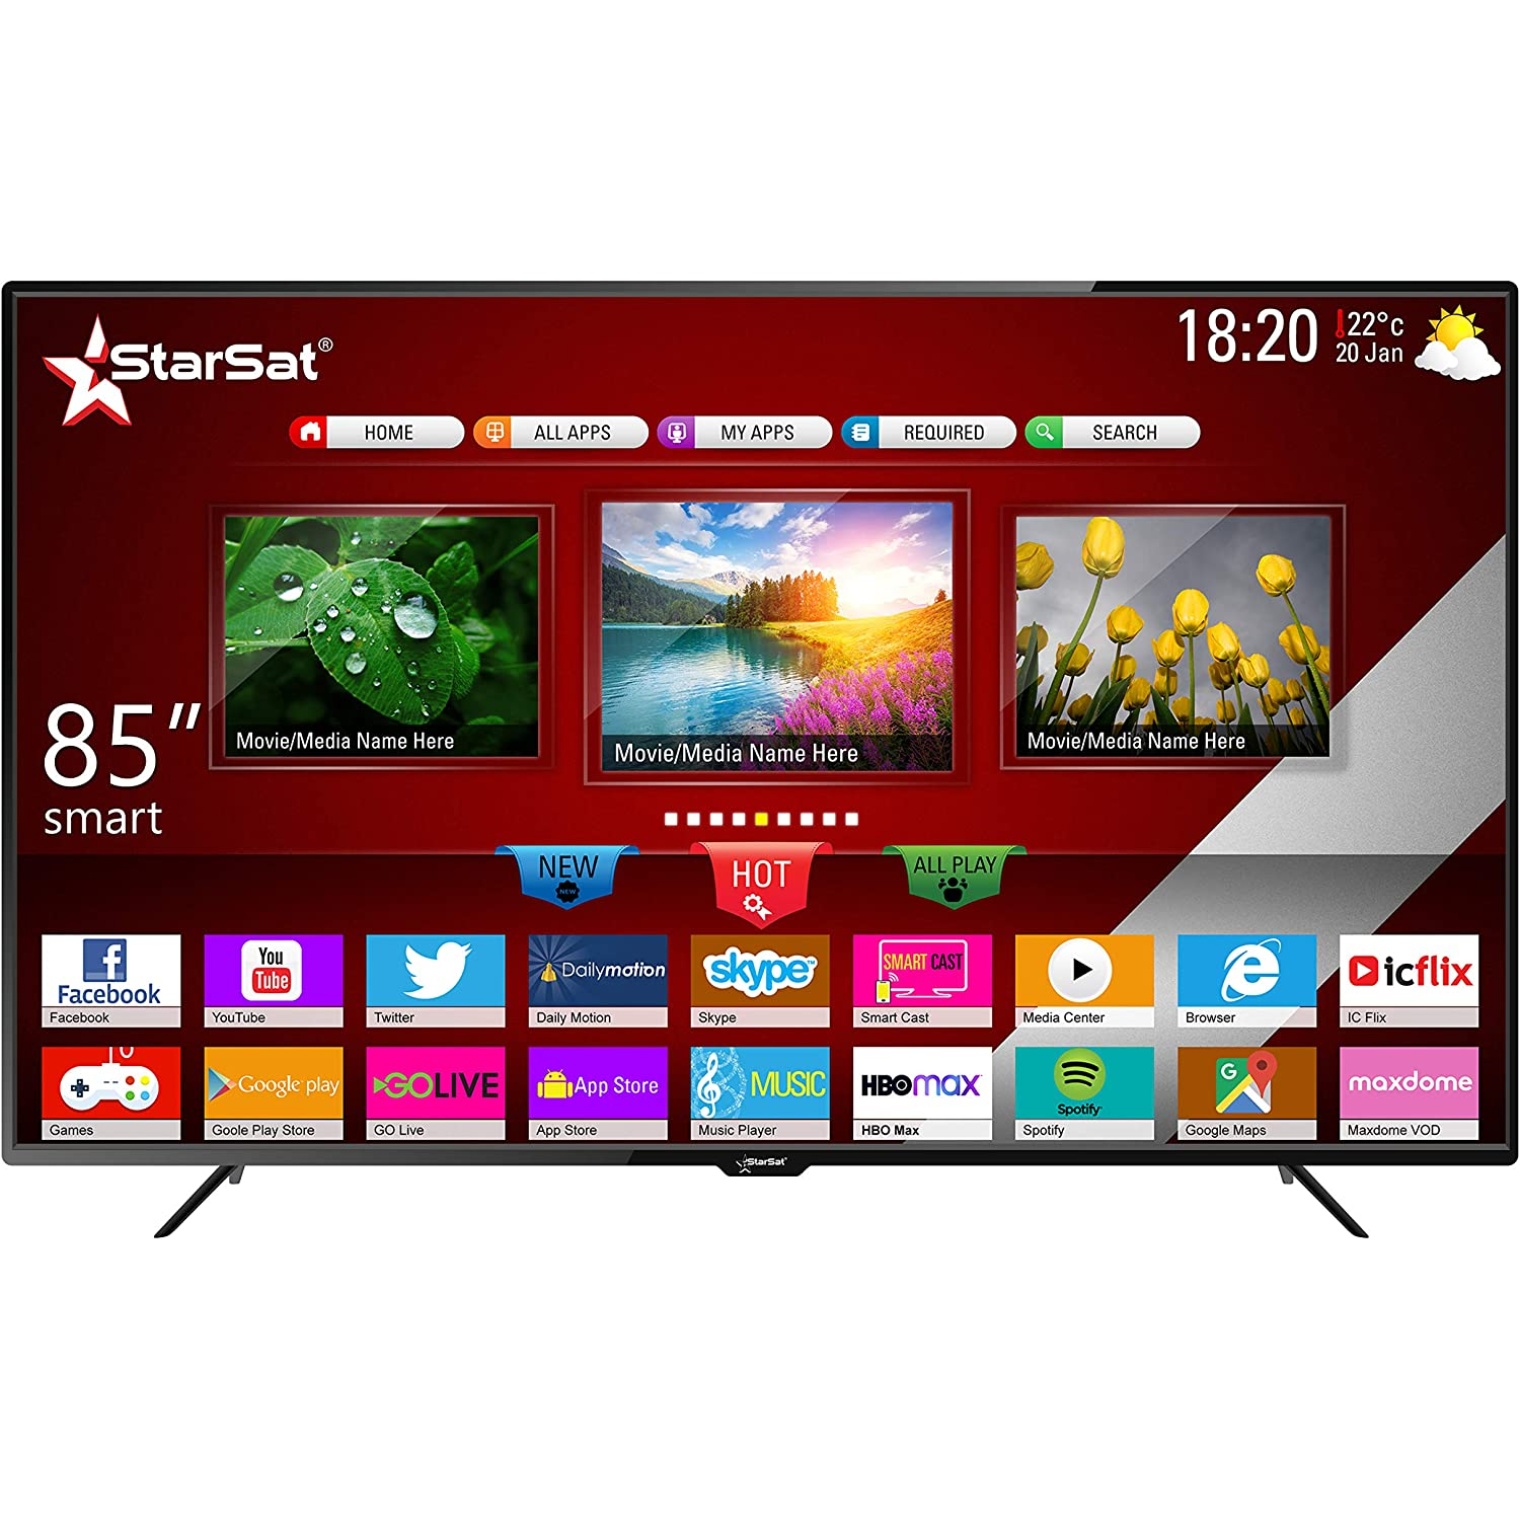 StarSat®
18:20
22°c
20 Jan
HOME
ALL APPS
MY APPS
REQUIRED
SEARCH
85"
smart
Movie/Media Name Here
Movie/Media Name Here
Movie/Media Name Here
NEW
NEW
HOT
ALL PLAY
Facebook
You
Tube
Dailymotion
skype™
SMART CAST
icflix
Facebook
YouTube
Twitter
Daily Motion
Skype
Smart Cast
Media Center
Browser
IC Flix
Google play
GOLIVE
App Store
MUSIC
HBOmax
Spotify
G
maxdome
Games
Goole Play Store
GO Live
App Store
Music Player
HBO Max
Spotify
Google Maps
Maxdome VOD
StarSat®